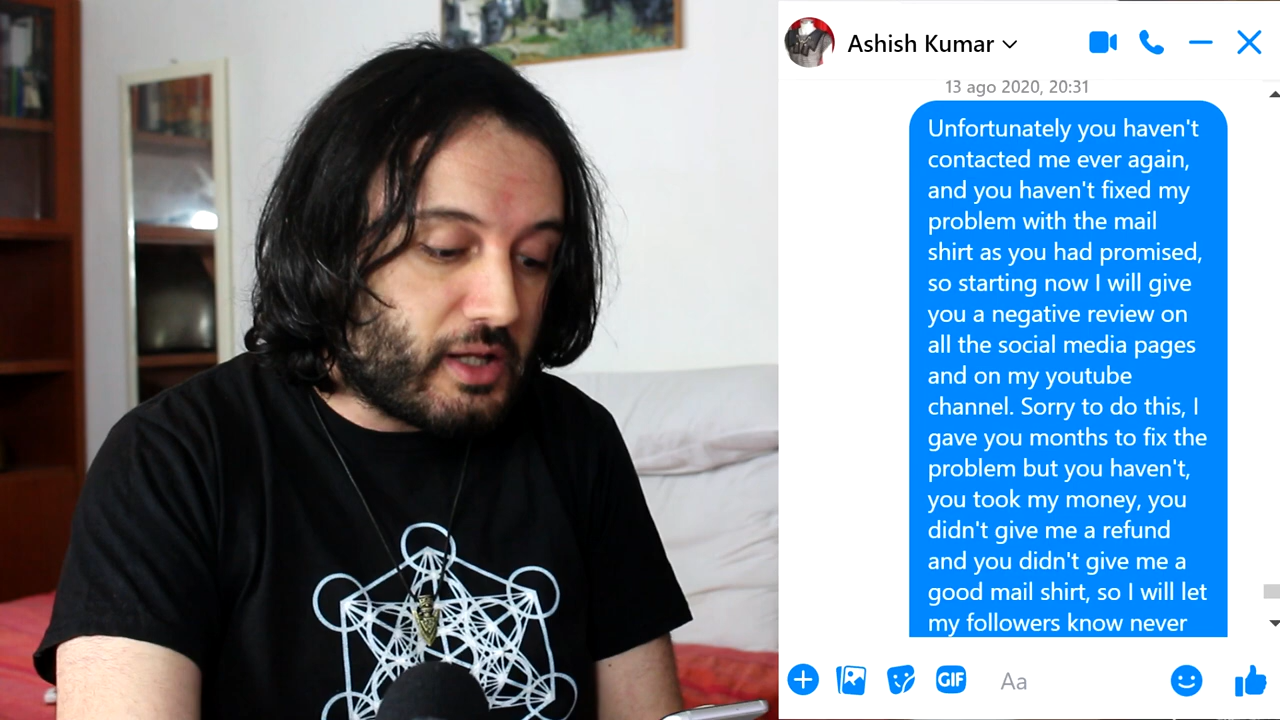 Ashish Kumar
13 ago 2020, 20:31
Unfortunately you haven't
contacted me ever again,
and you haven't fixed my
problem with the mail
shirt as you had promised,
so starting now I will give
you a negative review on
all the social media pages
and on my youtube
channel. Sorry to do this, I
gave you months to fix the
problem but you haven't,
you took my money, you
didn't give me a refund
and you didn't give me a
good mail shirt, so I will let
my followers know never
GIF
Aa